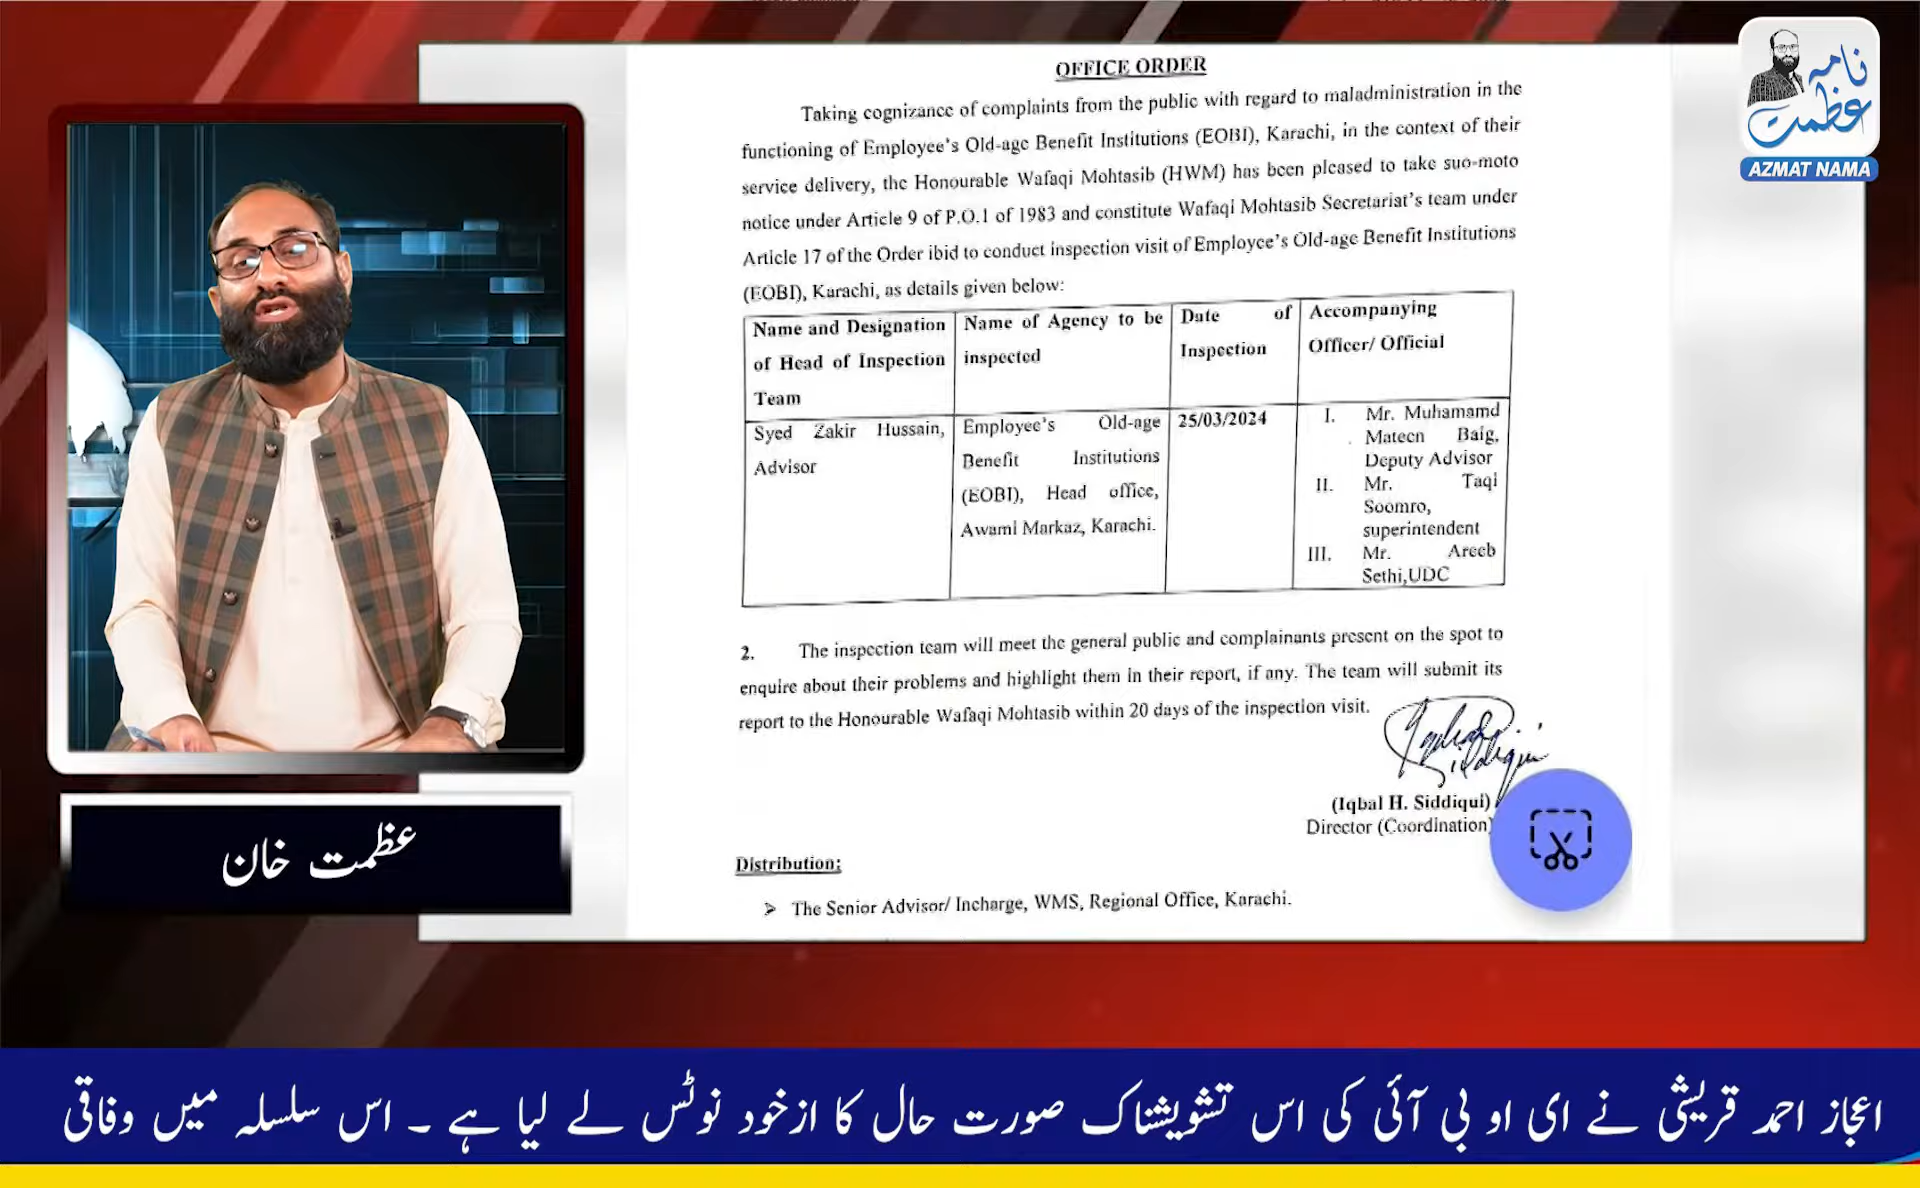 OFFICE ORDER
Taking cognizance of complaints from the public with regard to maladministration in the
functioning of Employee's Old-age Benefit Institutions (EOBI), Karachi, in the context of their
service delivery, the Honourable Wafaqi Mohtasib (HWM) has been pleased to take suo-moto
notice under Article 9 of P.O.1 of 1983 and constitute Wafaqi Mohtasib Secretariat's team under
Article 17 of the Order ibid to conduct inspection visit of Employee's Old-age Benefit Institutions
(EOBI), Karachi, as details given below:
Name and Designation
of Head of Inspection
Team
Name of Agency to be
inspected
Date of
Inspection
Accompanying
Officer/ Official
Syed Zakir Hussain,
Advisor
Employee's Old-age
Benefit Institutions
(EOBI), Head office,
Awami Markaz, Karachi.
25/03/2024
I. Mr. Muhamamd
Mateen Baig,
Deputy Advisor
II. Mr. Taqi
Soomro,
superintendent
III. Mr. Areeb
Sethi,UDC
2. The inspection team will meet the general public and complainants present on the spot to
enquire about their problems and highlight them in their report, if any. The team will submit its
report to the Honourable Wafaqi Mohtasib within 20 days of the inspection visit.
(Iqbal H. Siddiqui)
Director (Coordination)
Distribution:
➢ The Senior Advisor/ Incharge, WMS, Regional Office, Karachi.
نامہ
عظمت
AZMAT NAMA
عظمت خان
اعجاز احمد قریشی نے ای او بی آئی کی اس تشویشناک صورت حال کا ازخود نوٹس لے لیا ہے ۔ اس سلسلہ میں وفاقی